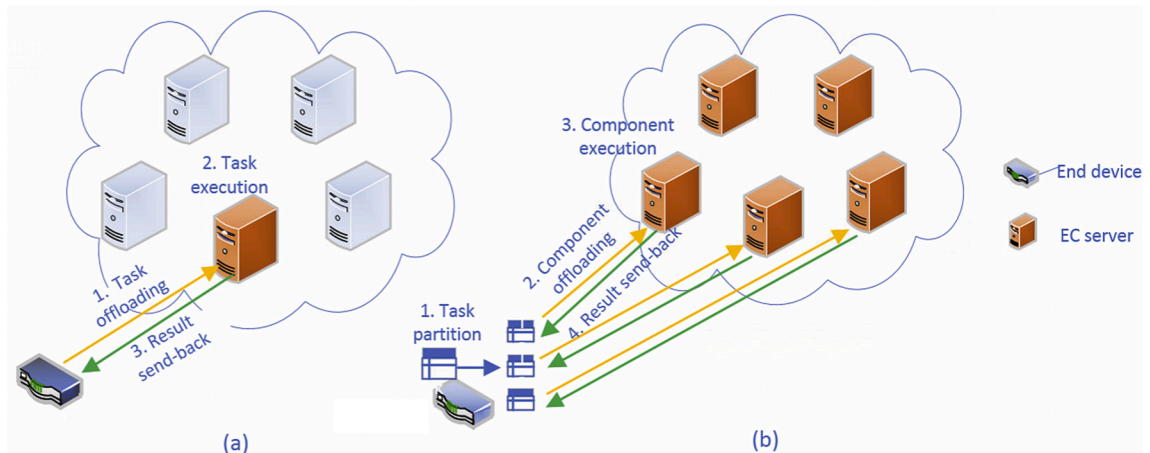 2. Task
execution
1. Task
offloading
3. Result
send-back
(a)
3. Component
execution
2. Component
offloading
4. Result send-back
1. Task
partition
(b)
End device
EC server